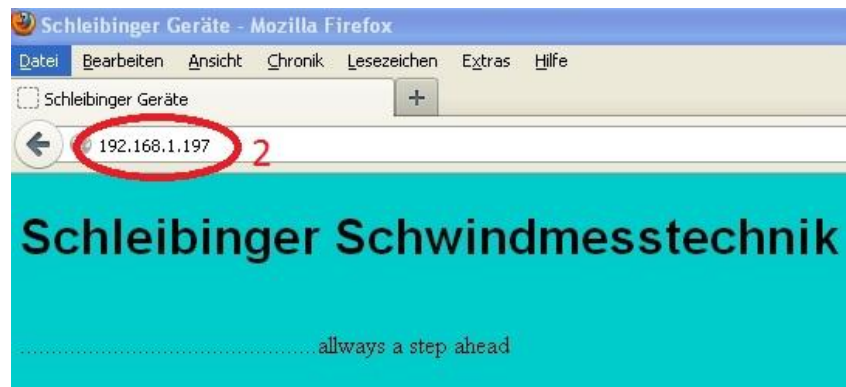 Schleibinger Geräte - Mozilla Firefox
Datei Bearbeiten Ansicht Chronik Lesezeichen Extras Hilfe
Schleibinger Geräte +
192.168.1.197 2
Schleibinger Schwindmesstechnik
................................................allways a step ahead